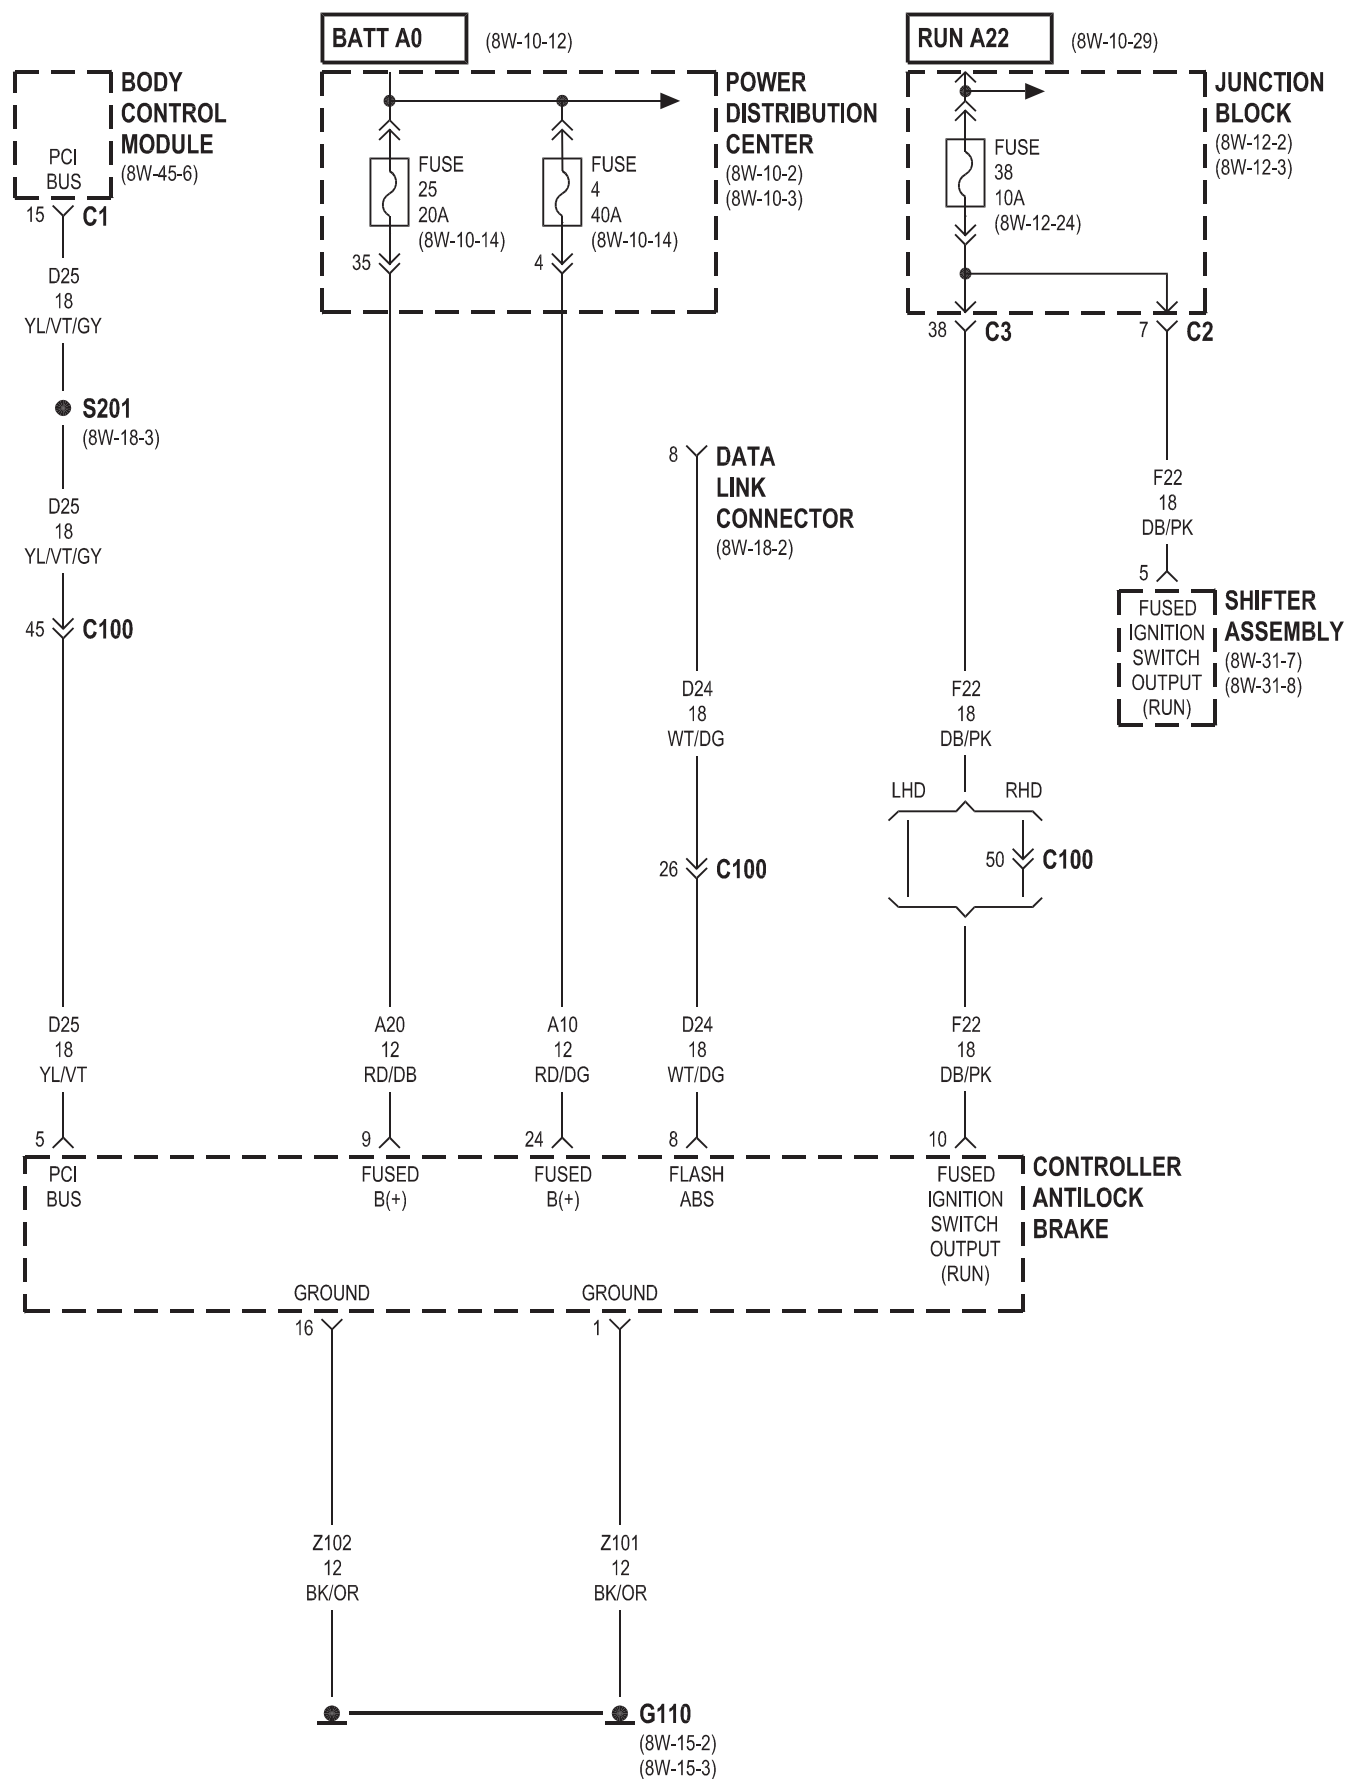 BATT A0
(8W-10-12)
RUN A22
(8W-10-29)
BODY
CONTROL
MODULE
(8W-45-6)
PCI
BUS
15
C1
D25
18
YL/VT/GY
S201
(8W-18-3)
D25
18
YL/VT/GY
45
C100
D25
18
YL/VT
5
POWER
DISTRIBUTION
CENTER
(8W-10-2)
(8W-10-3)
FUSE
25
20A
(8W-10-14)
35
FUSE
4
40A
(8W-10-14)
4
A20
12
RD/DB
9
A10
12
RD/DG
24
8
DATA
LINK
CONNECTOR
(8W-18-2)
D24
18
WT/DG
26
C100
D24
18
WT/DG
8
JUNCTION
BLOCK
(8W-12-2)
(8W-12-3)
FUSE
38
10A
(8W-12-24)
38
C3
7
C2
F22
18
DB/PK
5
FUSED
IGNITION
SWITCH
OUTPUT
(RUN)
SHIFTER
ASSEMBLY
(8W-31-7)
(8W-31-8)
F22
18
DB/PK
LHD
RHD
50
C100
F22
18
DB/PK
10
PCI
BUS
FUSED
B(+)
FUSED
B(+)
FLASH
ABS
FUSED
IGNITION
SWITCH
OUTPUT
(RUN)
CONTROLLER
ANTILOCK
BRAKE
GROUND
GROUND
16
1
Z102
12
BK/OR
Z101
12
BK/OR
G110
(8W-15-2)
(8W-15-3)